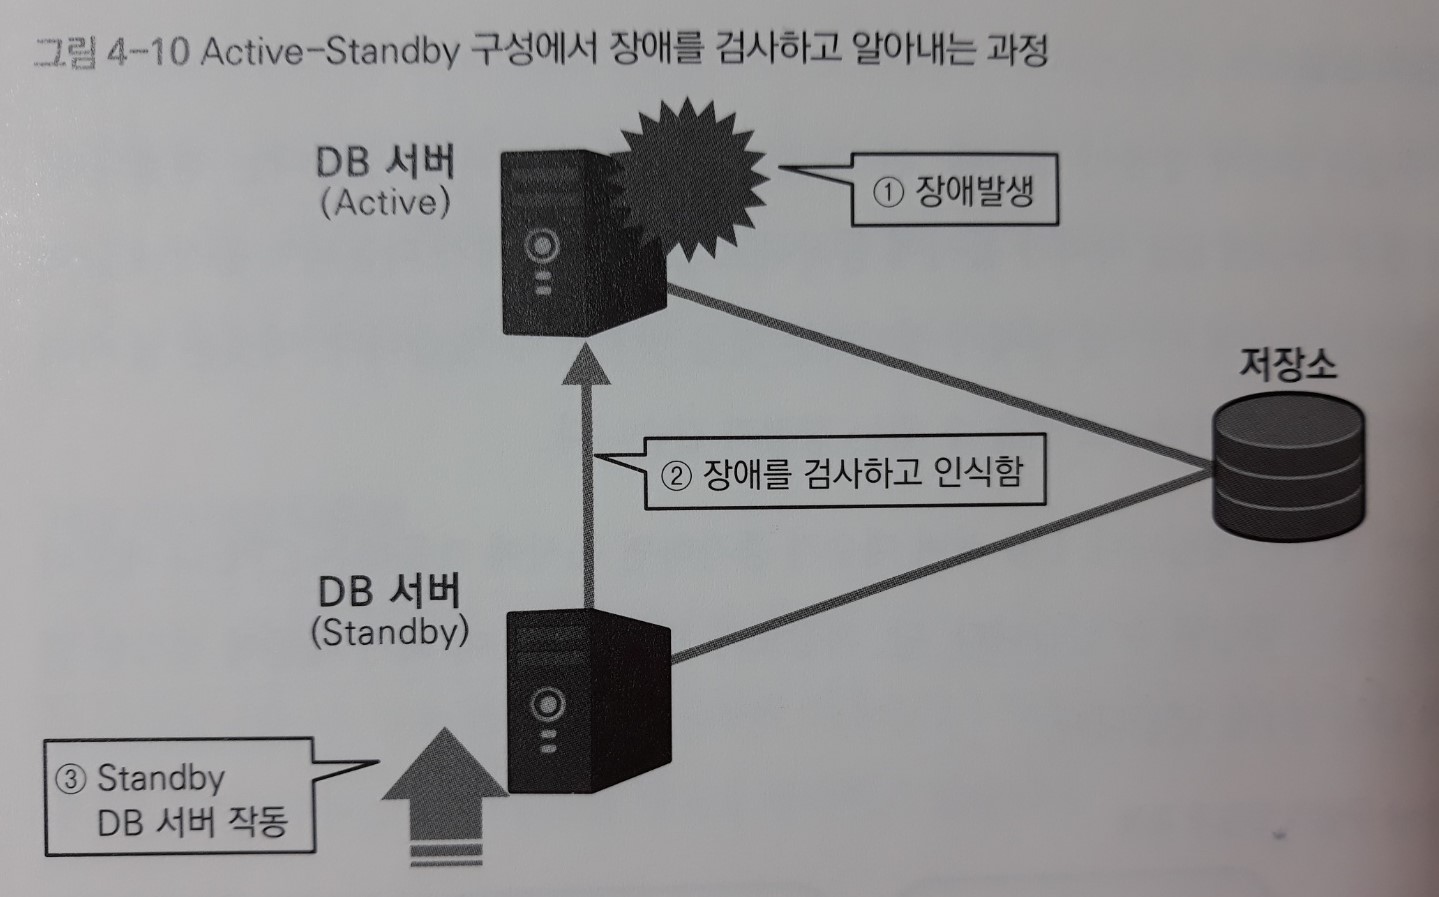 그림 4-10 Active-Standby 구성에서 장애를 검사하고 알아내는 과정
DB 서버
(Active)
① 장애발생
저장소
② 장애를 검사하고 인식함
DB 서버
(Standby)
③ Standby
DB 서버 작동